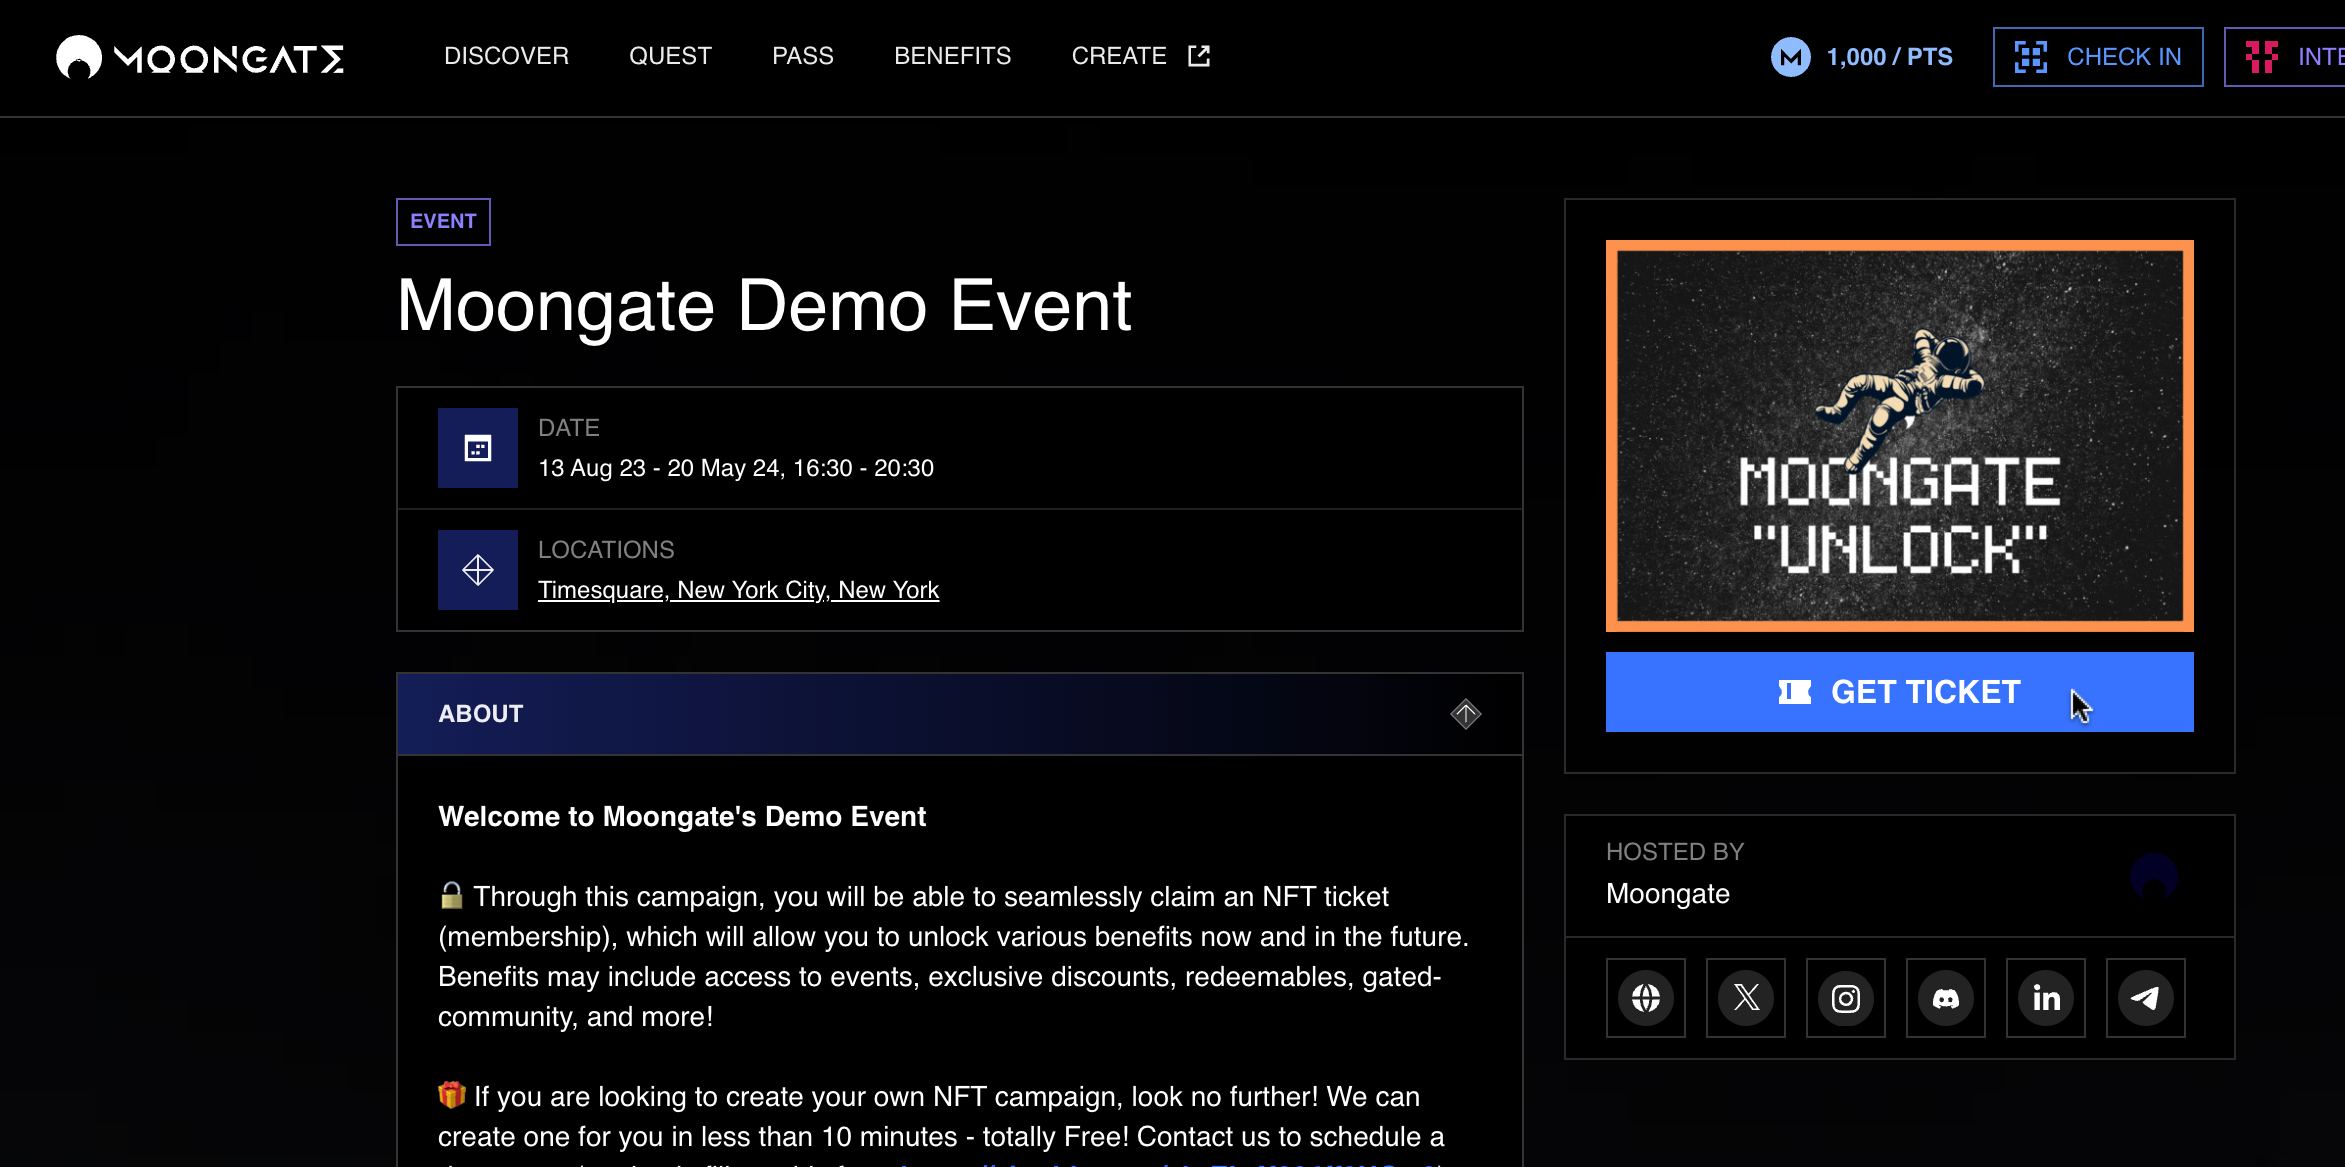 MOONGATE
DISCOVER
QUEST
PASS
BENEFITS
CREATE
M
1,000 / PTS
CHECK IN
EVENT
Moongate Demo Event
DATE
13 Aug 23 - 20 May 24, 16:30 - 20:30
LOCATIONS
Timesquare, New York City, New York
ABOUT
Welcome to Moongate's Demo Event
🔓 Through this campaign, you will be able to seamlessly claim an NFT ticket
(membership), which will allow you to unlock various benefits now and in the future.
Benefits may include access to events, exclusive discounts, redeemables, gated-
community, and more!
🎁 If you are looking to create your own NFT campaign, look no further! We can
create one for you in less than 10 minutes - totally Free! Contact us to schedule a
MOONGATE
"UNLOCK"
GET TICKET
HOSTED BY
Moongate